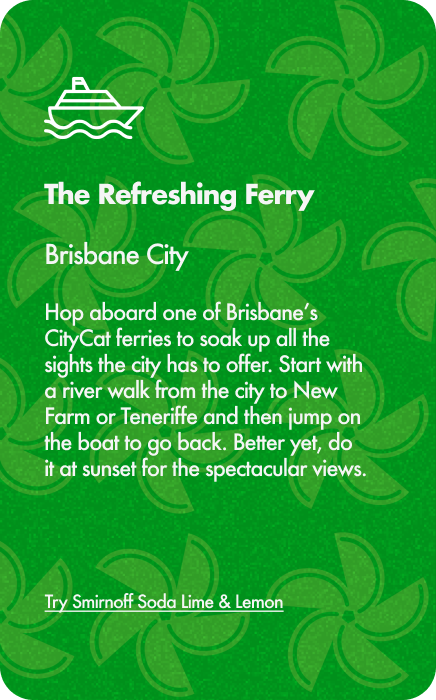 The Refreshing Ferry
Brisbane City
Hop aboard one of Brisbane's
CityCat ferries to soak up all the
sights the city has to offer. Start with
a river walk from the city to New
Farm or Teneriffe and then jump on
the boat to go back. Better yet, do
it at sunset for the spectacular views.
Try Smirnoff Soda Lime & Lemon